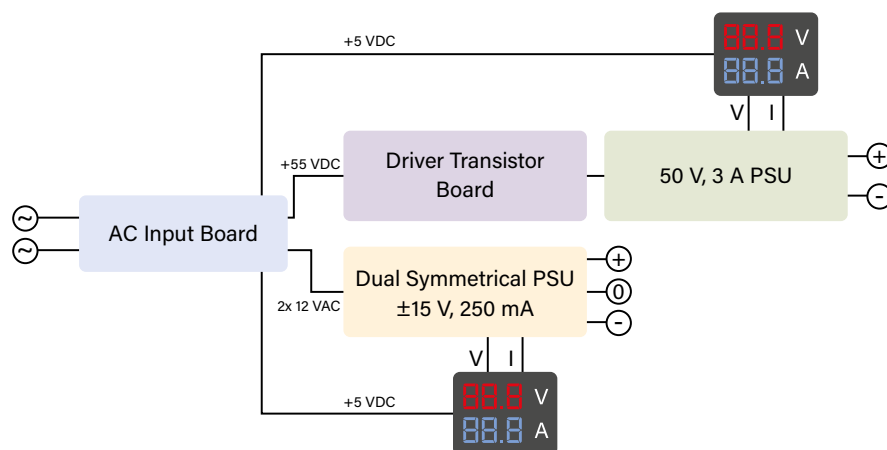 +5 VDC
88.8 V
88.8 A
V I
+55 VDC
Driver Transistor
Board
50 V, 3 A PSU
+
-
~
~
AC Input Board
2x 12 VAC
Dual Symmetrical PSU
±15 V, 250 mA
+
0
-
V I
+5 VDC
88.8 V
88.8 A